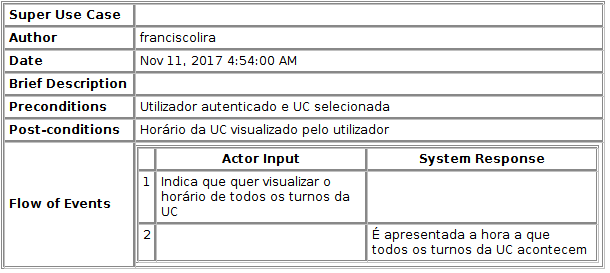 Super Use Case
Author franciscolira
Date Nov 11, 2017 4:54:00 AM
Brief Description
Preconditions Utilizador autenticado e UC selecionada
Post-conditions Horário da UC visualizado pelo utilizador
Flow of Events
Actor Input System Response
1 Indica que quer visualizar o
horário de todos os turnos da
UC
2 É apresentada a hora a que
todos os turnos da UC acontecem